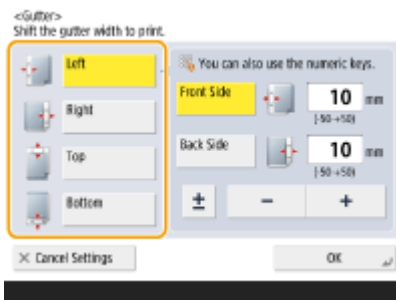 <Gutter>
Shift the gutter width to print.
Left
Right
Top
Bottom
You can also use the numeric keys.
Front Side
10 mm
(-50~+50)
Back Side
10 mm
(-50~+50)
±
−
+
× Cancel Settings
OK